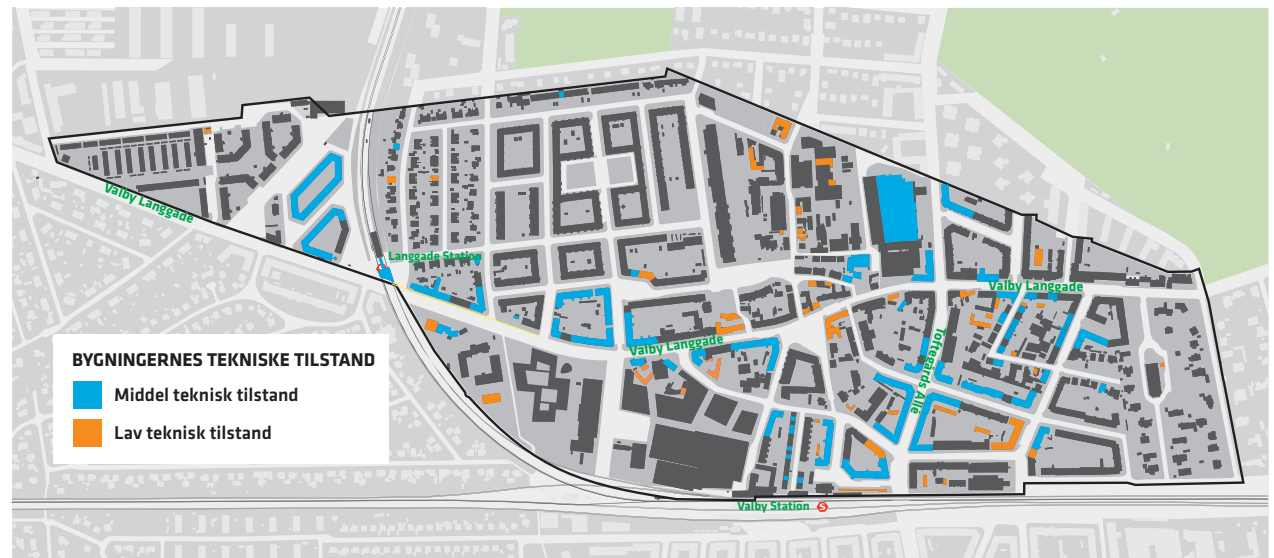 Valby Langgade
Langgade Station
Valby Langgade
Valby Langgade
Toftegårds Allé
BYGNINGERNES TEKNISKE TILSTAND
Middel teknisk tilstand
Lav teknisk tilstand
Valby Station S